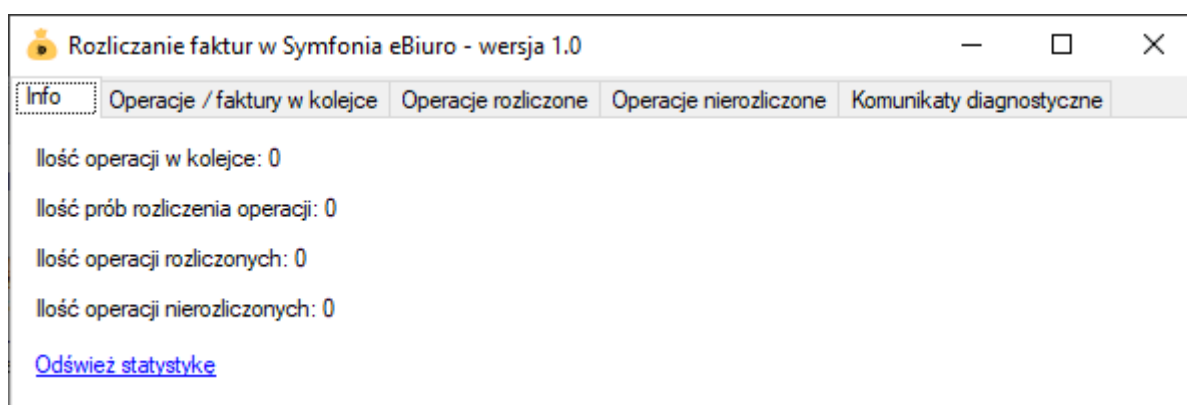 Rozliczanie faktur w Symfonia eBiuro - wersja 1.0
Info Operacje / faktury w kolejce Operacje rozliczone Operacje nierozliczone Komunikaty diagnostyczne
Ilość operacji w kolejce: 0
Ilość prób rozliczenia operacji: 0
Ilość operacji rozliczonych: 0
Ilość operacji nierozliczonych: 0
Odśwież statystykę